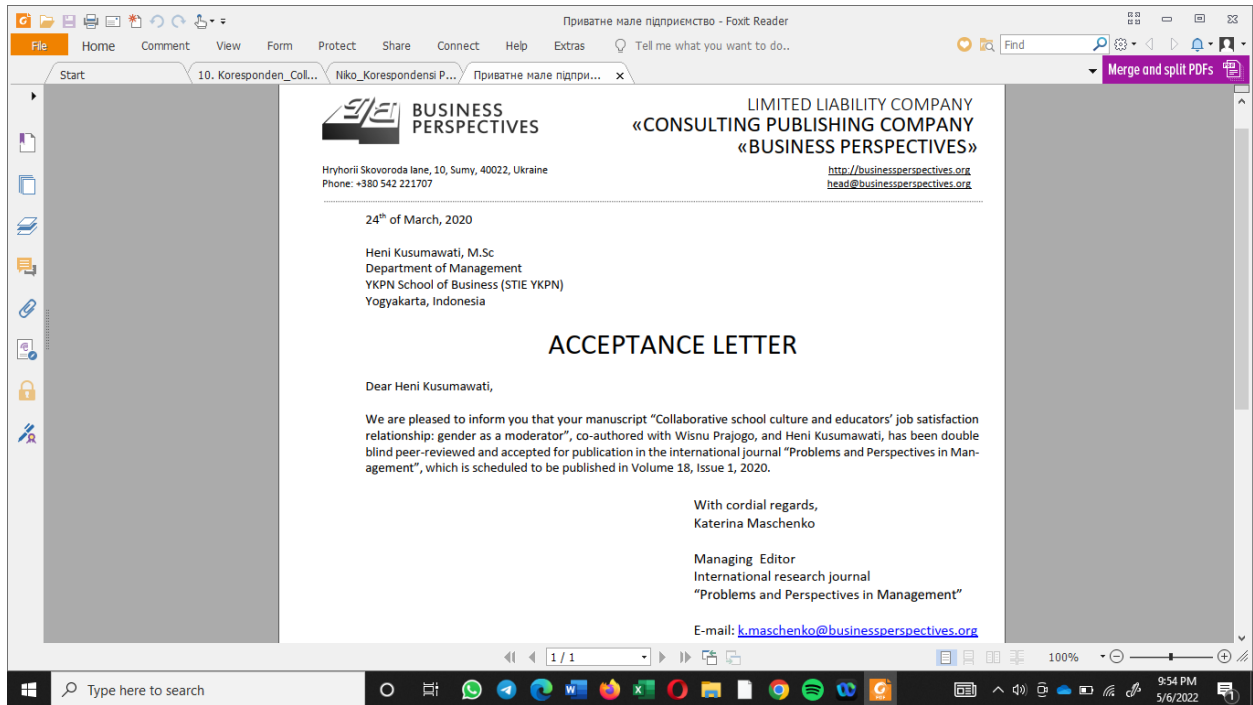 Приватне мале підприємство - Foxit Reader
File Home Comment View Form Protect Share Connect Help Extras Tell me what you want to do.. Find
Start 10. Koresponden_Coll... Niko_Korespondensi P... Приватне мале підпри... x Merge and split PDFs
BUSINESS
PERSPECTIVES
LIMITED LIABILITY COMPANY
«CONSULTING PUBLISHING COMPANY
«BUSINESS PERSPECTIVES»
Hryhorii Skovoroda lane, 10, Sumy, 40022, Ukraine
Phone: +380 542 221707
http://businessperspectives.org
head@businessperspectives.org
24th of March, 2020
Heni Kusumawati, M.Sc
Department of Management
YKPN School of Business (STIE YKPN)
Yogyakarta, Indonesia
ACCEPTANCE LETTER
Dear Heni Kusumawati,
We are pleased to inform you that your manuscript “Collaborative school culture and educators’ job satisfaction
relationship: gender as a moderator”, co-authored with Wisnu Prajogo, and Heni Kusumawati, has been double
blind peer-reviewed and accepted for publication in the international journal “Problems and Perspectives in Man-
agement”, which is scheduled to be published in Volume 18, Issue 1, 2020.
With cordial regards,
Katerina Maschenko
Managing Editor
International research journal
“Problems and Perspectives in Management”
E-mail: k.maschenko@businessperspectives.org
1 / 1 100%
Type here to search
9:54 PM
5/6/2022